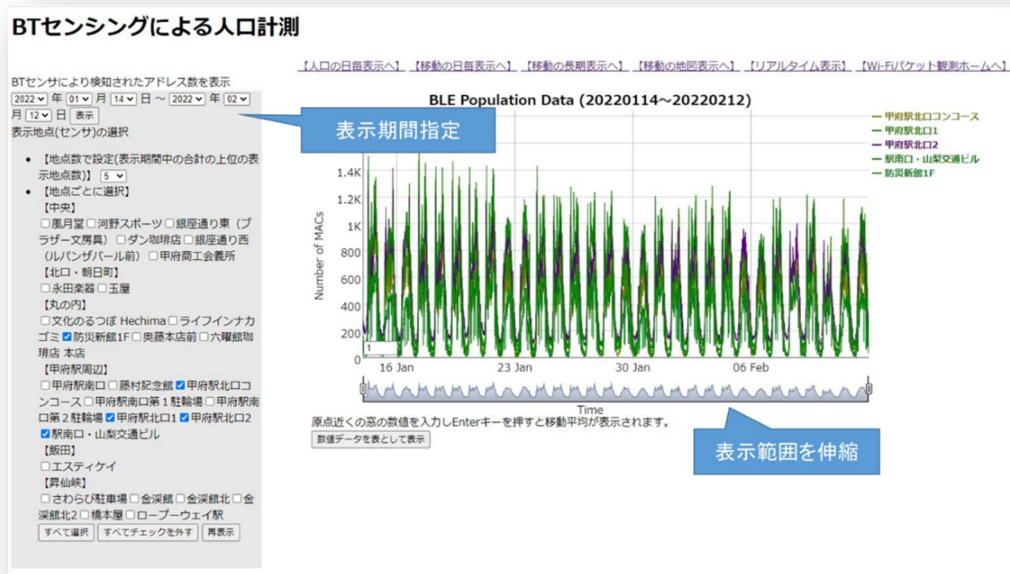 BTセンシングによる人口計測
【人口の日毎表示へ】 【移動の日毎表示へ】 【移動の長期表示へ】 【移動の地図表示へ】 【リアルタイム表示】 【Wi-Fiパケット観測ホームへ】
BTセンサにより検知されたアドレス数を表示
2022 年 01 月 14 日 ~ 2022 年 02
月 12 日 表示
表示地点(センサ)の選択
• 【地点数で設定(表示期間中の合計の上位の表
示地点数)】 5
• 【地点ごとに選択】
【中央】
風月堂 河野スポーツ 銀座通り東（ブ
ラザー文房具） ダン珈琲店 銀座通り西
（ルパンザバール前） 甲府商工会議所
【北口・朝日町】
永田楽器 玉屋
【丸の内】
文化のるつぼ Hechima ライフインナカ
ゴミ 防災新館1F 奥藤本店前 六曜館珈
琲店 本店
【甲府駅周辺】
甲府駅南口 藤村記念館 甲府駅北口コ
ンコース 甲府駅南口第１駐輪場 甲府駅南
口第２駐輪場 甲府駅北口1 甲府駅北口2
駅南口・山梨交通ビル
【飯田】
エスティケイ
【昇仙峡】
さわらび駐車場 金渓館 金渓館北 金
渓館北2 橋本屋 ロープーウェイ駅
すべて選択 すべてチェックを外す 再表示
表示期間指定
BLE Population Data (20220114～20220212)
甲府駅北口コンコース
甲府駅北口1
甲府駅北口2
駅南口・山梨交通ビル
防災新館1F
Number of MACs
1.4K
1.2K
1K
800
600
400
200
0
1
16 Jan
23 Jan
30 Jan
06 Feb
Time
原点近くの窓の数値を入力しEnterキーを押すと移動平均が表示されます。
数値データを表として表示
表示範囲を伸縮